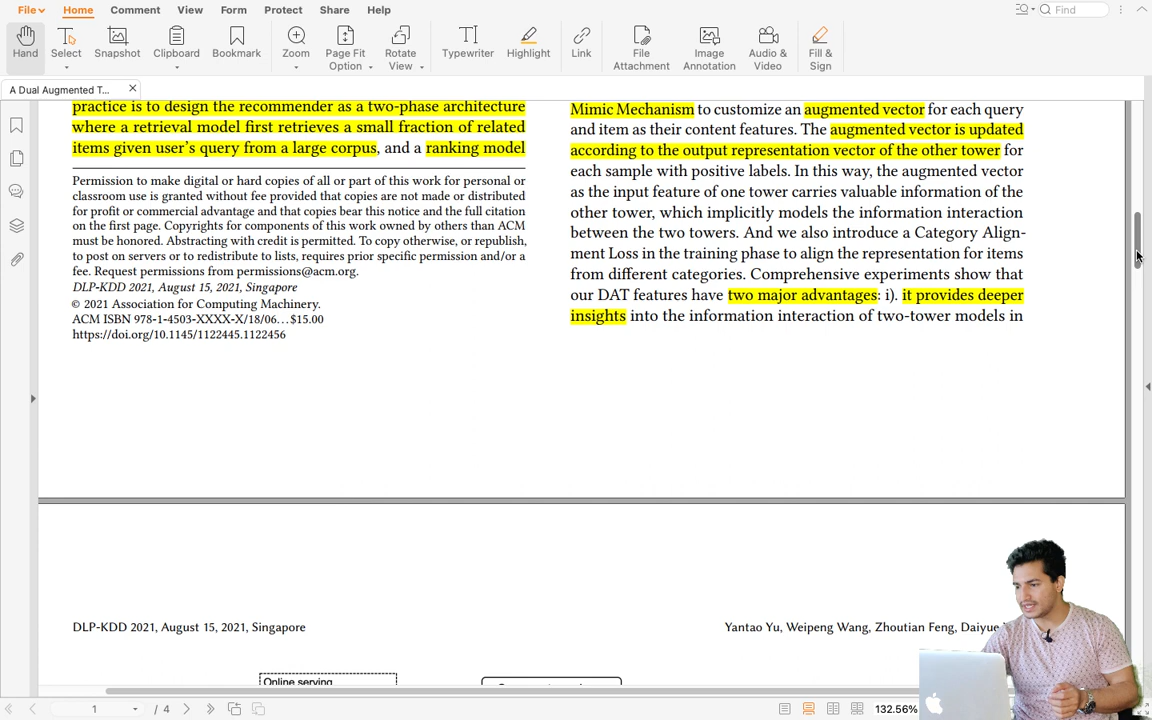 File
Home
Comment
View
Form
Protect
Share
Help
Find
Hand
Select
Snapshot
Clipboard
Bookmark
Zoom
Page Fit
Option
Rotate
View
Typewriter
Highlight
Link
File
Attachment
Image
Annotation
Audio &
Video
Fill &
Sign
A Dual Augmented T...
practice is to design the recommender as a two-phase architecture
where a retrieval model first retrieves a small fraction of related
items given user's query from a large corpus, and a ranking model
Permission to make digital or hard copies of all or part of this work for personal or
classroom use is granted without fee provided that copies are not made or distributed
for profit or commercial advantage and that copies bear this notice and the full citation
on the first page. Copyrights for components of this work owned by others than ACM
must be honored. Abstracting with credit is permitted. To copy otherwise, or republish,
to post on servers or to redistribute to lists, requires prior specific permission and/or a
fee. Request permissions from permissions@acm.org.
DLP-KDD 2021, August 15, 2021, Singapore
© 2021 Association for Computing Machinery.
ACM ISBN 978-1-4503-XXXX-X/18/06...$15.00
https://doi.org/10.1145/1122445.1122456
Mimic Mechanism to customize an augmented vector for each query
and item as their content features. The augmented vector is updated
according to the output representation vector of the other tower for
each sample with positive labels. In this way, the augmented vector
as the input feature of one tower carries valuable information of the
other tower, which implicitly models the information interaction
between the two towers. And we also introduce a Category Align-
ment Loss in the training phase to align the representation for items
from different categories. Comprehensive experiments show that
our DAT features have two major advantages: i). it provides deeper
insights into the information interaction of two-tower models in
DLP-KDD 2021, August 15, 2021, Singapore
Yantao Yu, Weipeng Wang, Zhoutian Feng, Daiyue
Online serving
1
/ 4
132.56%